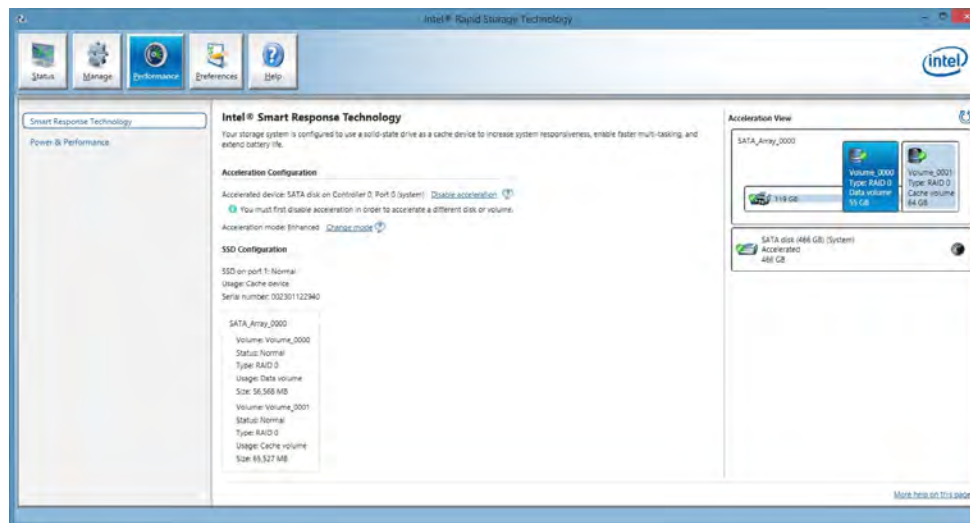 Intel® Rapid Storage Technology
Status
Manage
Performance
Preferences
Help
intel
Smart Response Technology
Power & Performance
Intel® Smart Response Technology
Your storage system is configured to use a solid-state drive as a cache device to increase system responsiveness, enable faster multi-tasking, and
extend battery life.
Acceleration Configuration
Accelerated device: SATA disk on Controller 0, Port 0 (system) Disable acceleration
You must first disable acceleration in order to accelerate a different disk or volume.
Acceleration mode: Enhanced Change mode
SSD Configuration
SSD on port 1: Normal
Usage: Cache device
Serial number: 002301122940
SATA_Array_0000
Volume: Volume_0000
Status: Normal
Type: RAID 0
Usage: Data volume
Size: 56,568 MB
Volume: Volume_0001
Status: Normal
Type: RAID 0
Usage: Cache volume
Size: 65,527 MB
Acceleration View
SATA_Array_0000
119 GB
Volume_0000
Type: RAID 0
Data volume
55 GB
Volume_0001
Type: RAID 0
Cache volume
64 GB
SATA disk (466 GB) (System)
Accelerated
466 GB
More help on this page